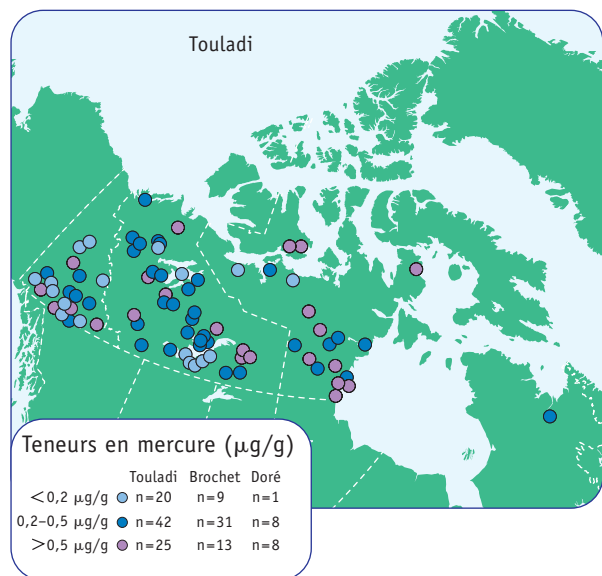 Touladi
Teneurs en mercure (µg/g)
Touladi Brochet Doré
<0,2 µg/g n=20 n=9 n=1
0,2–0,5 µg/g n=42 n=31 n=8
>0,5 µg/g n=25 n=13 n=8